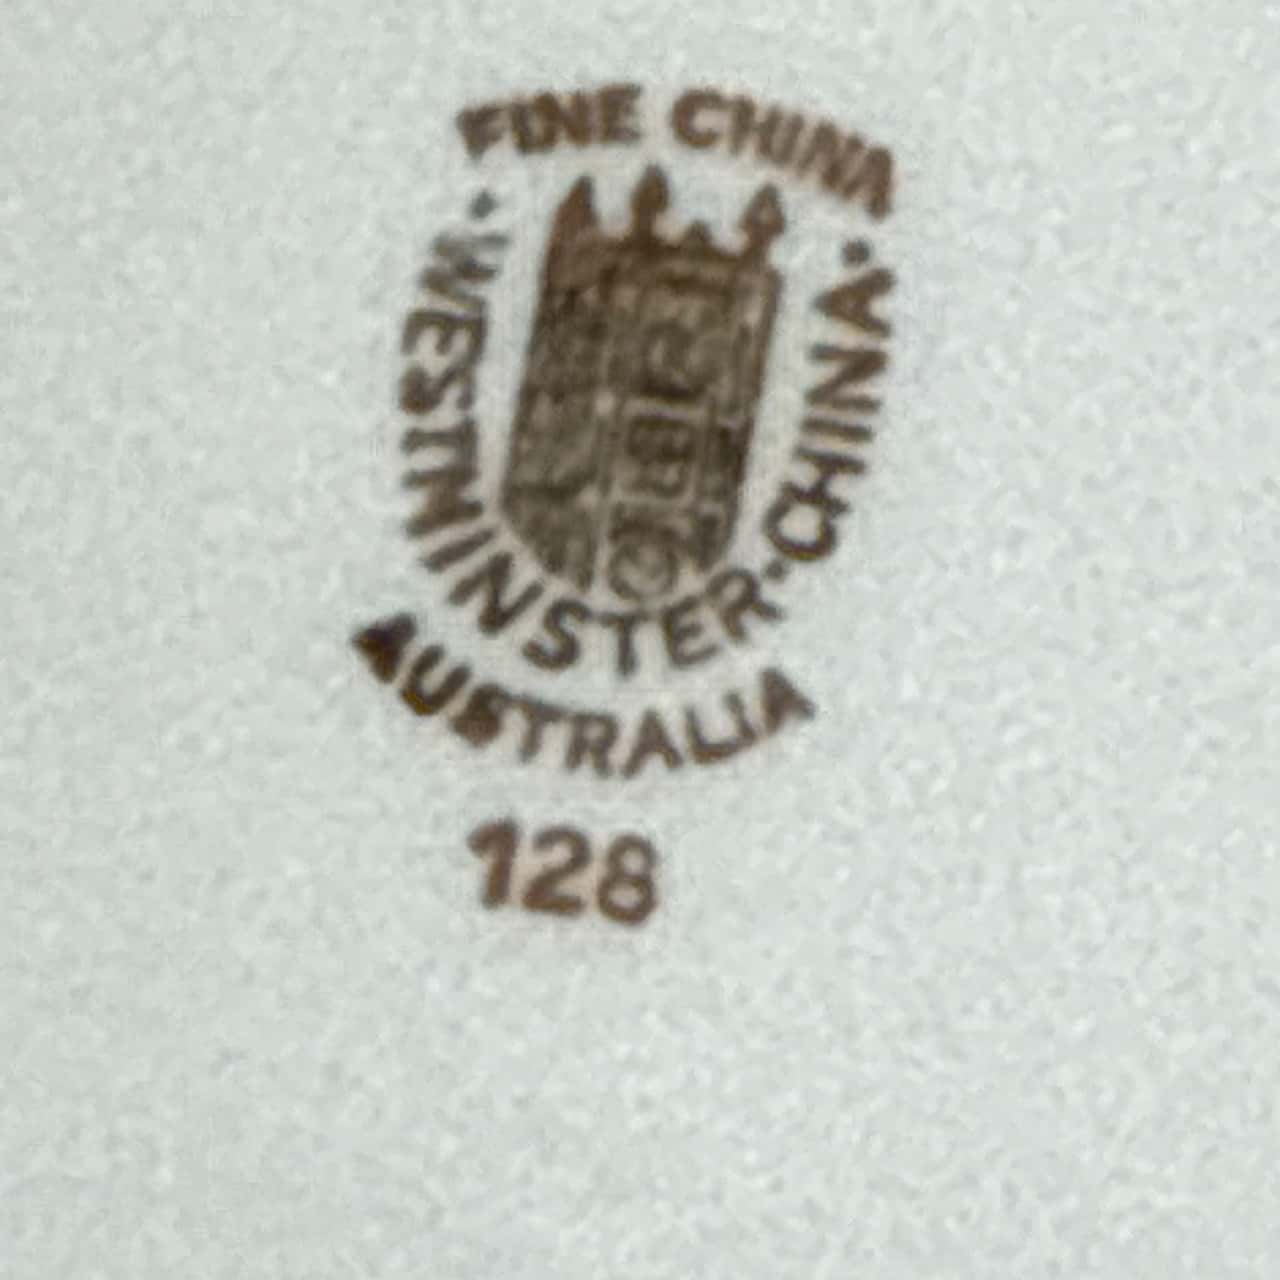 FINE CHINA
• WESTMINSTER-CHINA •
AUSTRALIA
128